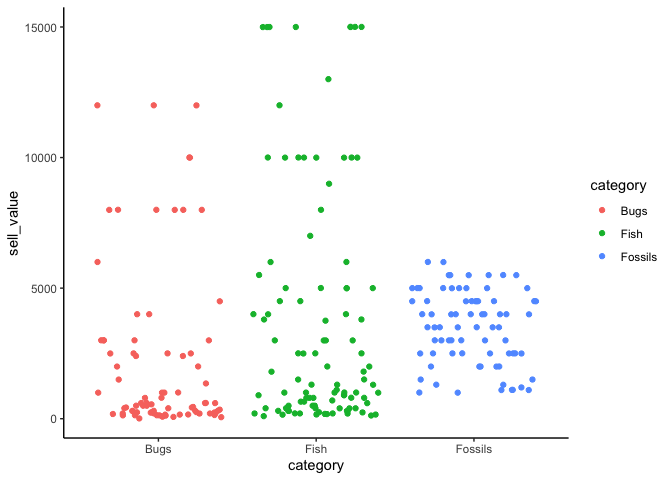 15000
10000
5000
0
sell_value
Bugs
Fish
Fossils
category
category
Bugs
Fish
Fossils